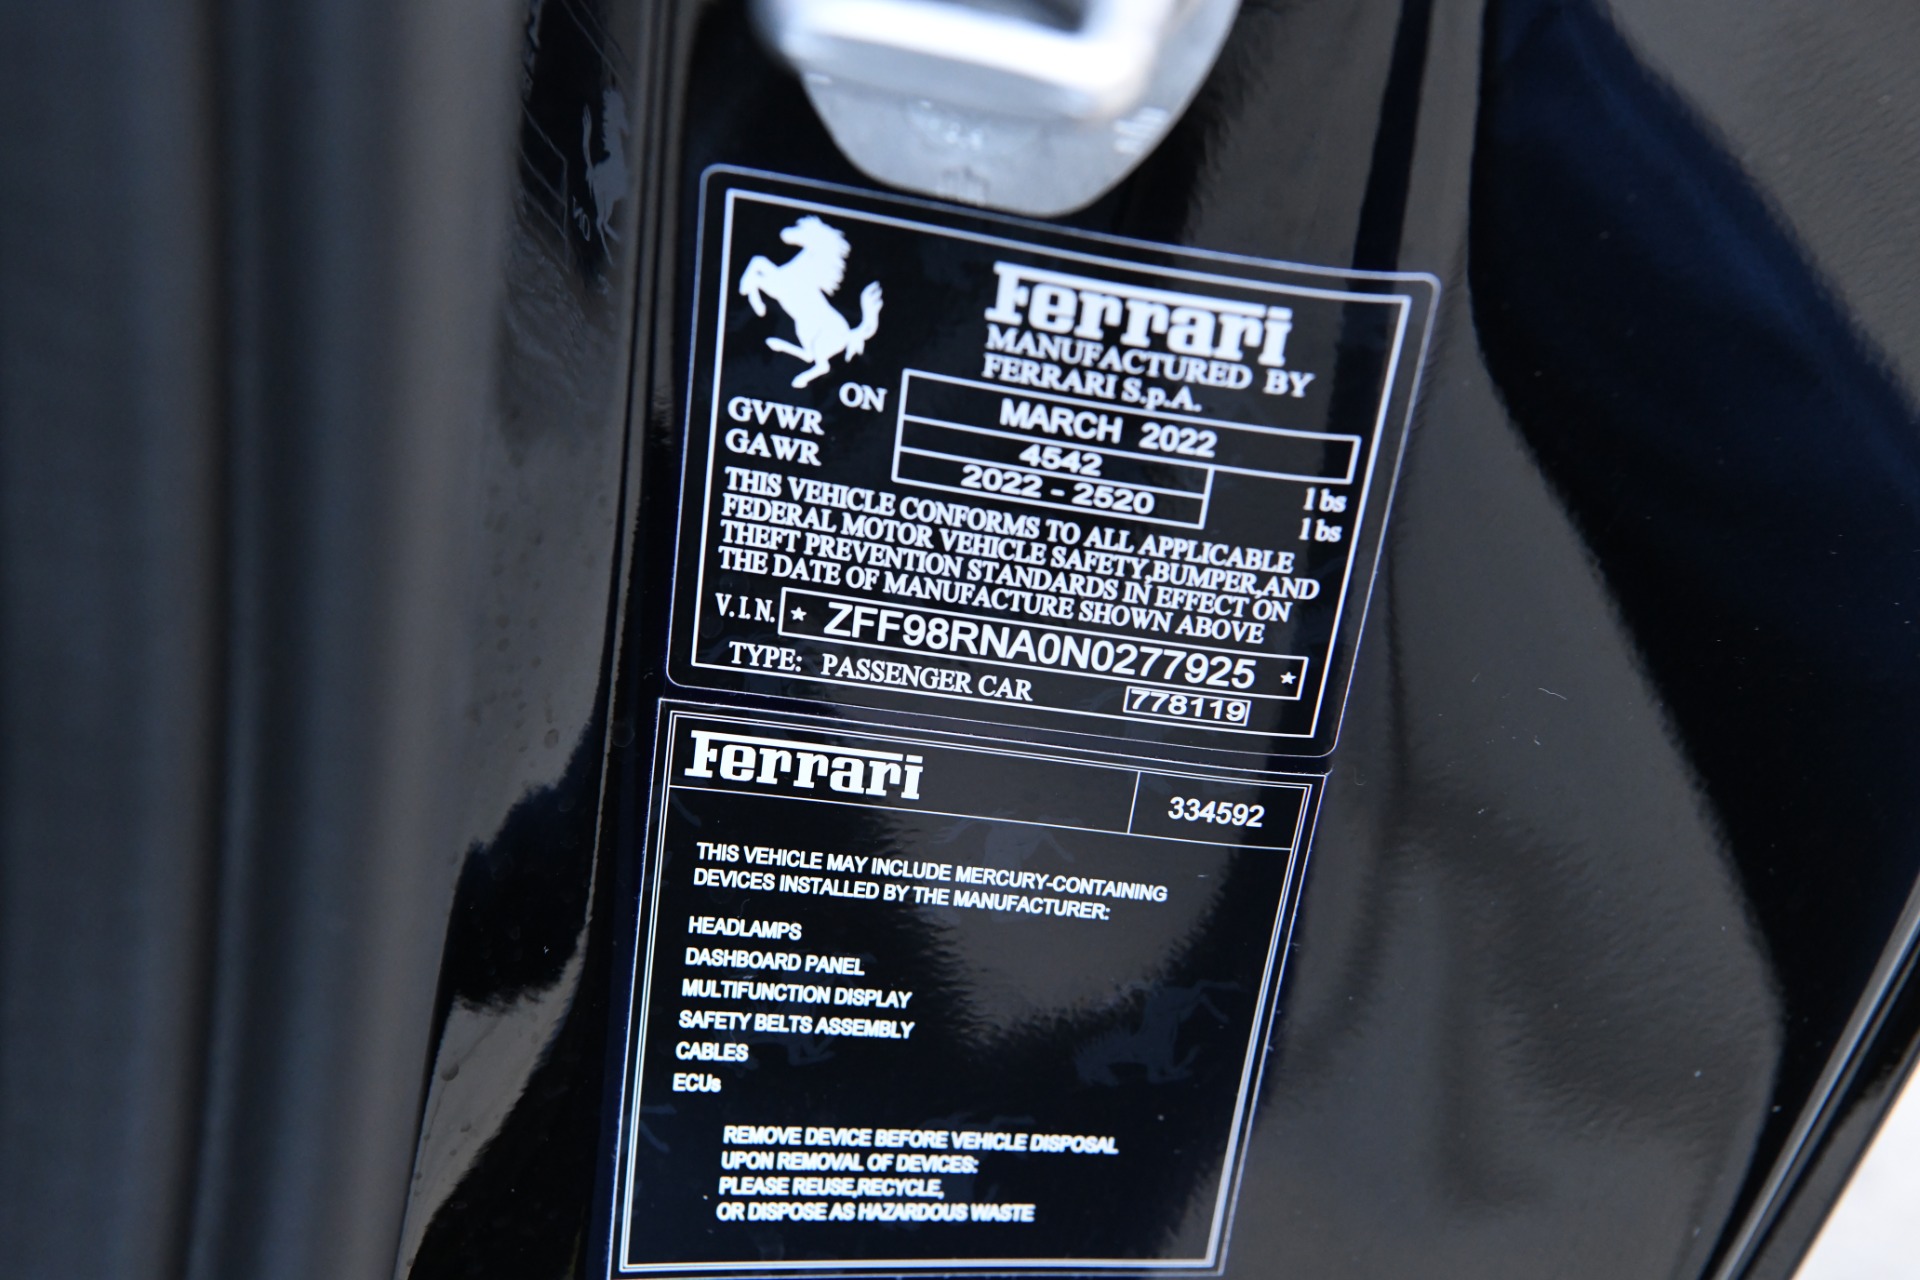 Ferrari
MANUFACTURED BY
FERRARI S.p.A.
ON MARCH 2022
GVWR 4542 lbs
GAWR 2022 - 2520 lbs
THIS VEHICLE CONFORMS TO ALL APPLICABLE
FEDERAL MOTOR VEHICLE SAFETY,BUMPER,AND
THEFT PREVENTION STANDARDS IN EFFECT ON
THE DATE OF MANUFACTURE SHOWN ABOVE
V.I.N. * ZFF98RNA0N0277925 *
TYPE: PASSENGER CAR 778119
Ferrari 334592
THIS VEHICLE MAY INCLUDE MERCURY-CONTAINING
DEVICES INSTALLED BY THE MANUFACTURER:
HEADLAMPS
DASHBOARD PANEL
MULTIFUNCTION DISPLAY
SAFETY BELTS ASSEMBLY
CABLES
ECUs
REMOVE DEVICE BEFORE VEHICLE DISPOSAL
UPON REMOVAL OF DEVICES:
PLEASE REUSE,RECYCLE,
OR DISPOSE AS HAZARDOUS WASTE